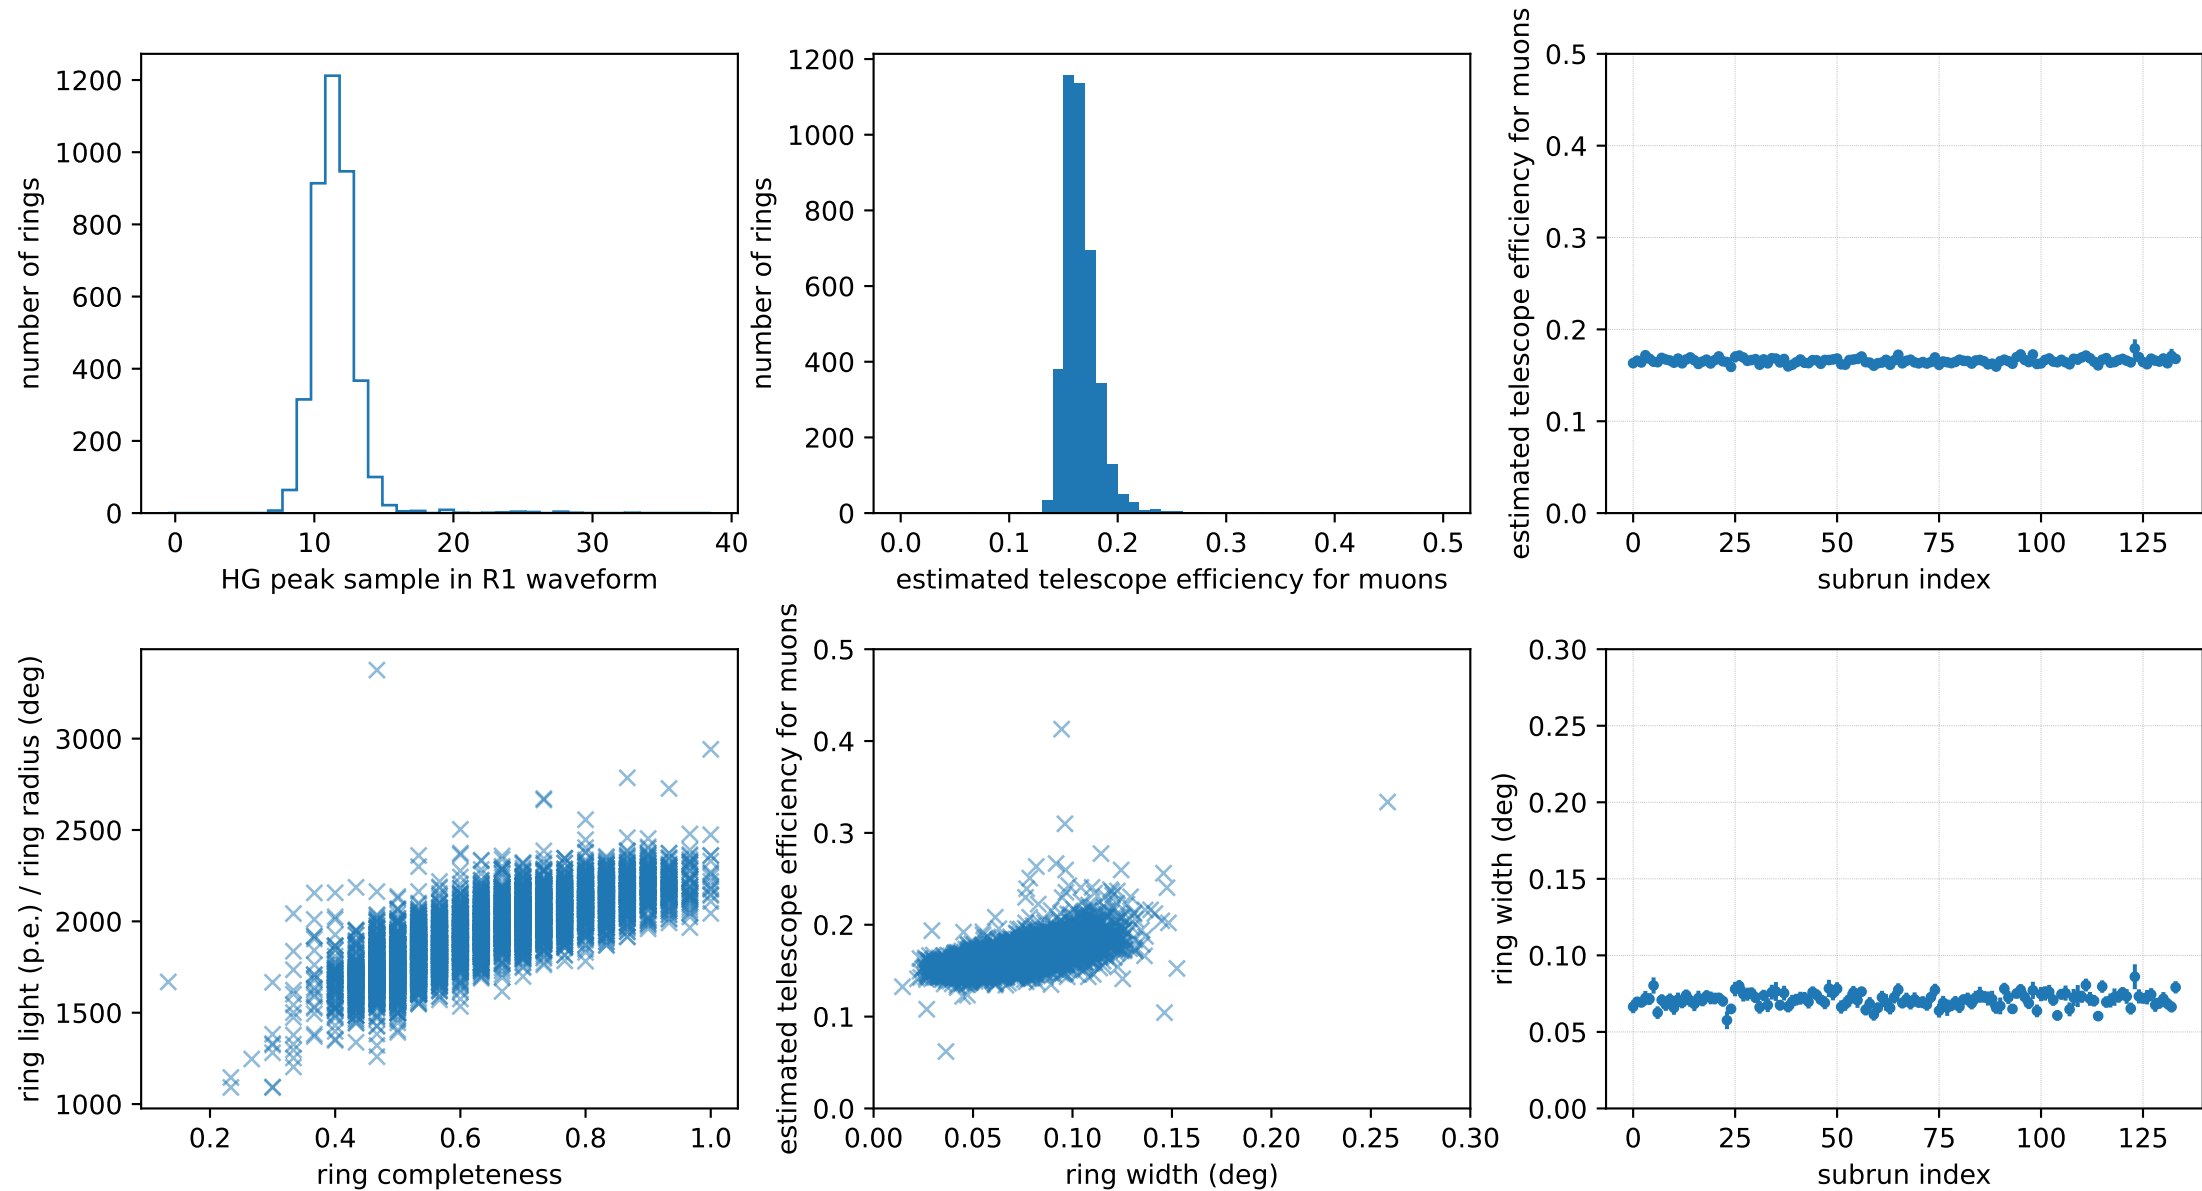 number of rings
1200
1000
800
600
400
200
0
0 10 20 30 40
HG peak sample in R1 waveform
number of rings
1200
1000
800
600
400
200
0
0.0 0.1 0.2 0.3 0.4 0.5
estimated telescope efficiency for muons
estimated telescope efficiency for muons
0.5
0.4
0.3
0.2
0.1
0.0
0 25 50 75 100 125
subrun index
ring light (p.e.) / ring radius (deg)
3000
2500
2000
1500
1000
0.2 0.4 0.6 0.8 1.0
ring completeness
estimated telescope efficiency for muons
0.5
0.4
0.3
0.2
0.1
0.0
0.00 0.05 0.10 0.15 0.20 0.25 0.30
ring width (deg)
ring width (deg)
0.30
0.25
0.20
0.15
0.10
0.05
0.00
0 25 50 75 100 125
subrun index